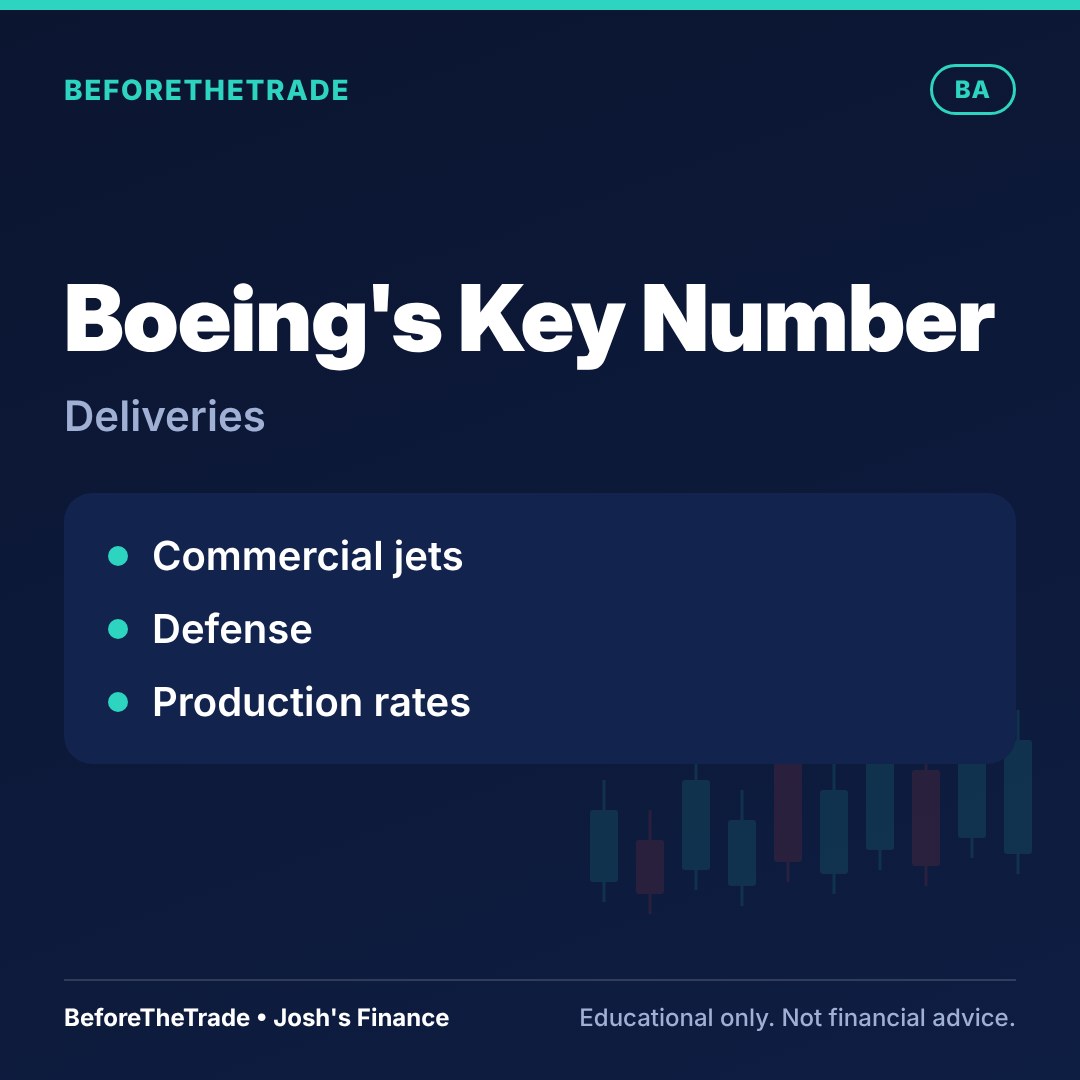 BEFORETHETRADE
BA
Boeing's Key Number
Deliveries
Commercial jets
Defense
Production rates
BeforeTheTrade • Josh's Finance
Educational only. Not financial advice.